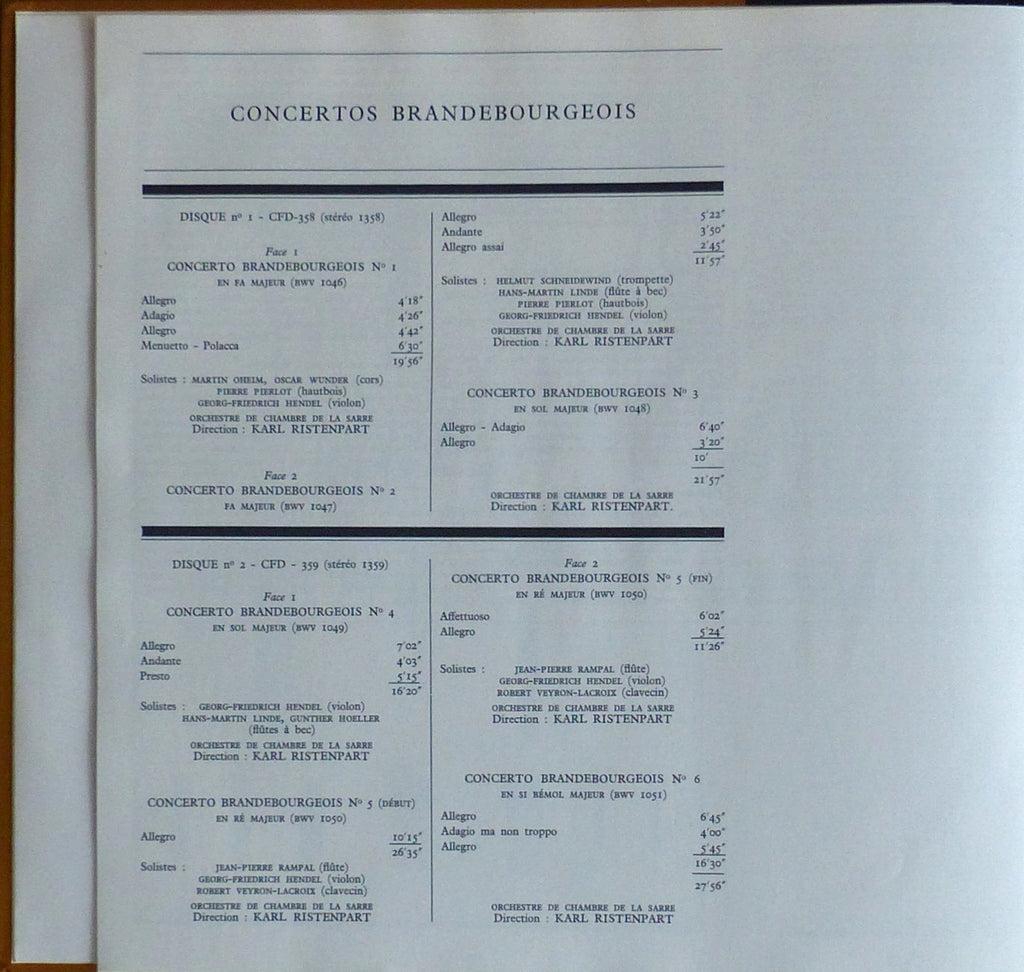 CONCERTOS BRANDEBOURGEOIS
DISQUE nº 1 - CFD-358 (stéréo 1358)
Face 1
CONCERTO BRANDEBOURGEOIS Nº 1
EN FA MAJEUR (BWV 1046)
Allegro 4'18"
Adagio 4'26"
Allegro 4'42"
Menuetto - Polacca 6'30"
19'56"
Solistes : MARTIN OHEIM, OSCAR WUNDER (cors)
PIERRE PIERLOT (hautbois)
GEORG-FRIEDRICH HENDEL (violon)
ORCHESTRE DE CHAMBRE DE LA SARRE
Direction : KARL RISTENPART
Face 2
CONCERTO BRANDEBOURGEOIS Nº 2
FA MAJEUR (BWV 1047)
Allegro 5'22"
Andante 3'50"
Allegro assai 2'45"
11'57"
Solistes : HELMUT SCHNEIDEWIND (trompette)
HANS-MARTIN LINDE (flûte à bec)
PIERRE PIERLOT (hautbois)
GEORG-FRIEDRICH HENDEL (violon)
ORCHESTRE DE CHAMBRE DE LA SARRE
Direction : KARL RISTENPART
CONCERTO BRANDEBOURGEOIS Nº 3
EN SOL MAJEUR (BWV 1048)
Allegro - Adagio 6'40"
Allegro 3'20"
10'
21'57"
ORCHESTRE DE CHAMBRE DE LA SARRE
Direction : KARL RISTENPART.
DISQUE nº 2 - CFD - 359 (stéréo 1359)
Face 1
CONCERTO BRANDEBOURGEOIS Nº 4
EN SOL MAJEUR (BWV 1049)
Allegro 7'02"
Andante 4'03"
Presto 5'15"
16'20"
Solistes : GEORG-FRIEDRICH HENDEL (violon)
HANS-MARTIN LINDE, GUNTHER HOELLER
(flûtes à bec)
ORCHESTRE DE CHAMBRE DE LA SARRE
Direction : KARL RISTENPART
CONCERTO BRANDEBOURGEOIS Nº 5 (DÉBUT)
EN RÉ MAJEUR (BWV 1050)
Allegro 10'15"
26'35"
Solistes : JEAN-PIERRE RAMPAL (flûte)
GEORG-FRIEDRICH HENDEL (violon)
ROBERT VEYRON-LACROIX (clavecin)
ORCHESTRE DE CHAMBRE DE LA SARRE
Direction : KARL RISTENPART
Face 2
CONCERTO BRANDEBOURGEOIS Nº 5 (FIN)
EN RÉ MAJEUR (BWV 1050)
Affettuoso 6'02"
Allegro 5'24"
11'26"
Solistes : JEAN-PIERRE RAMPAL (flûte)
GEORG-FRIEDRICH HENDEL (violon)
ROBERT VEYRON-LACROIX (clavecin)
ORCHESTRE DE CHAMBRE DE LA SARRE
Direction : KARL RISTENPART
CONCERTO BRANDEBOURGEOIS Nº 6
EN SI BÉMOL MAJEUR (BWV 1051)
Allegro 6'45"
Adagio ma non troppo 4'00"
Allegro 5'45"
16'30"
27'56"
ORCHESTRE DE CHAMBRE DE LA SARRE
Direction : KARL RISTENPART